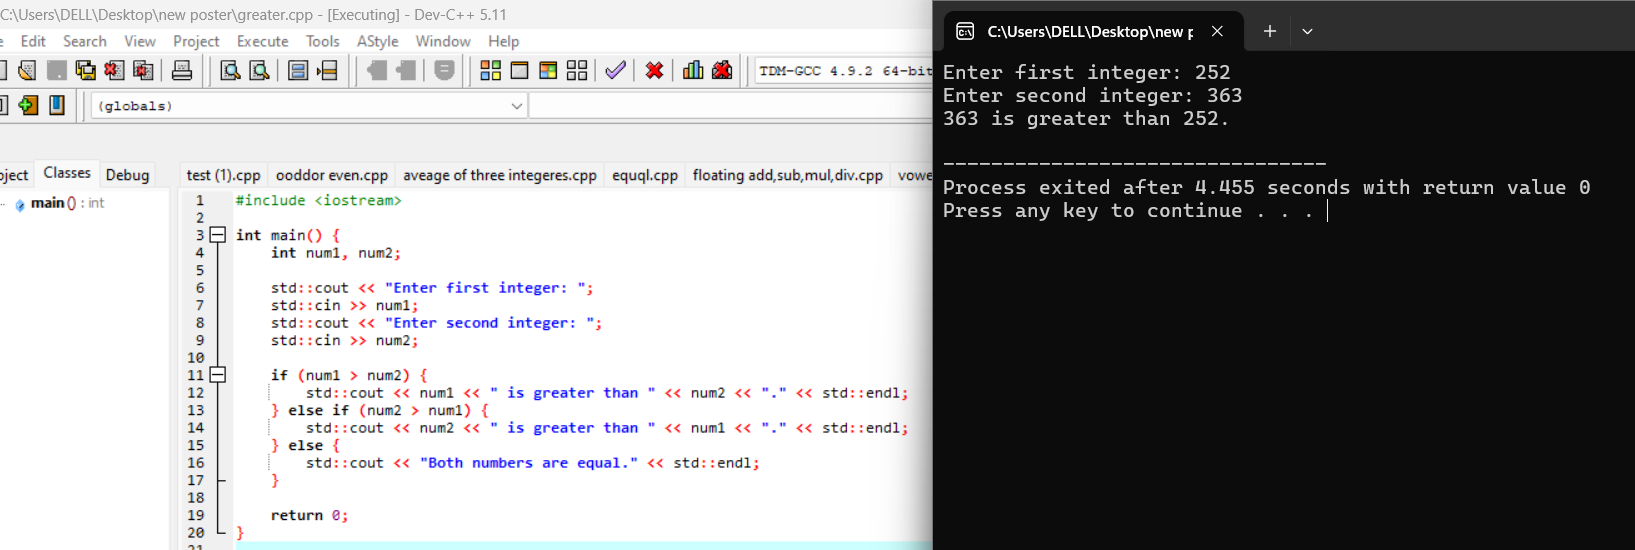 C:\Users\DELL\Desktop\new poster\greater.cpp - [Executing] - Dev-C++ 5.11
Edit Search View Project Execute Tools AStyle Window Help
TDM-GCC 4.9.2 64-bit
(globals)
Classes Debug
main() : int
test (1).cpp ooddor even.cpp aveage of three integeres.cpp equql.cpp floating add,sub,mul,div.cpp
1 #include <iostream>
2
3 int main() {
4 int num1, num2;
5
6 std::cout << "Enter first integer: ";
7 std::cin >> num1;
8 std::cout << "Enter second integer: ";
9 std::cin >> num2;
10
11 if (num1 > num2) {
12 std::cout << num1 << " is greater than " << num2 << "." << std::endl;
13 } else if (num2 > num1) {
14 std::cout << num2 << " is greater than " << num1 << "." << std::endl;
15 } else {
16 std::cout << "Both numbers are equal." << std::endl;
17 }
18
19 return 0;
20 }
21
C:\Users\DELL\Desktop\new p
Enter first integer: 252
Enter second integer: 363
363 is greater than 252.
--------------------------------
Process exited after 4.455 seconds with return value 0
Press any key to continue . . .